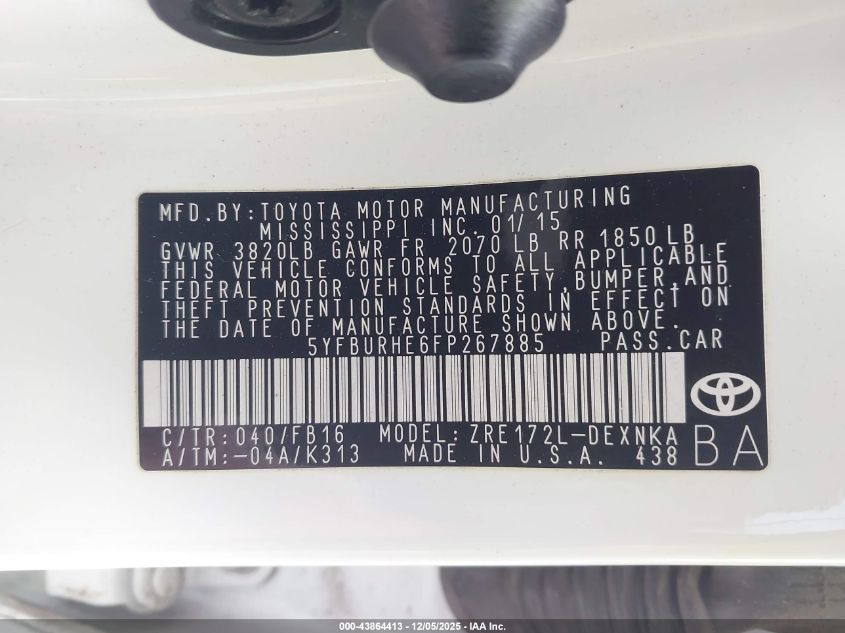 MFD. BY: TOYOTA MOTOR MANUFACTURING
MISSISSIPPI INC. 01/15
GVWR 3820LB GAWR FR 2070 LB RR 1850 LB
THIS VEHICLE CONFORMS TO ALL APPLICABLE
FEDERAL MOTOR VEHICLE SAFETY, BUMPER, AND
THEFT PREVENTION STANDARDS IN EFFECT ON
THE DATE OF MANUFACTURE SHOWN ABOVE.
5YFBURHE6FP267885 PASS. CAR
C/TR: 040/FB16 MODEL: ZRE172L-DEXNKA
A/TM: -04A/K313 MADE IN U.S.A. 438 BA
000-43864413 - 12/05/2025 - IAA Inc.